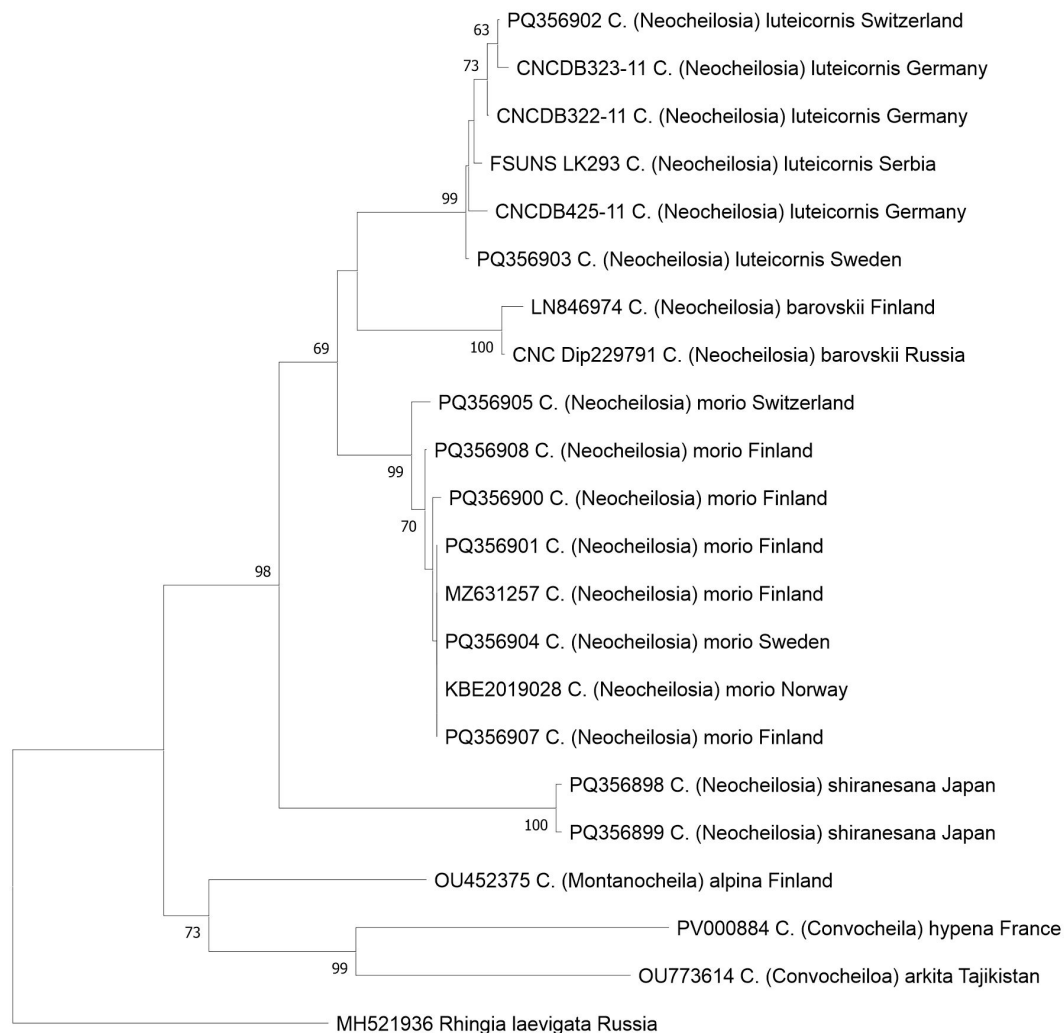 PQ356902 C. (Neocheilosia) luteicornis Switzerland
63
CNCDB323-11 C. (Neocheilosia) luteicornis Germany
73
CNCDB322-11 C. (Neocheilosia) luteicornis Germany
FSUNS LK293 C. (Neocheilosia) luteicornis Serbia
99
CNCDB425-11 C. (Neocheilosia) luteicornis Germany
PQ356903 C. (Neocheilosia) luteicornis Sweden
LN846974 C. (Neocheilosia) barovskii Finland
100
CNC Dip229791 C. (Neocheilosia) barovskii Russia
69
PQ356905 C. (Neocheilosia) morio Switzerland
PQ356908 C. (Neocheilosia) morio Finland
99
PQ356900 C. (Neocheilosia) morio Finland
70
PQ356901 C. (Neocheilosia) morio Finland
98
MZ631257 C. (Neocheilosia) morio Finland
PQ356904 C. (Neocheilosia) morio Sweden
KBE2019028 C. (Neocheilosia) morio Norway
PQ356907 C. (Neocheilosia) morio Finland
PQ356898 C. (Neocheilosia) shiranesana Japan
100
PQ356899 C. (Neocheilosia) shiranesana Japan
OU452375 C. (Montanocheila) alpina Finland
73
PV000884 C. (Convocheila) hypena France
99
OU773614 C. (Convocheiloa) arkita Tajikistan
MH521936 Rhingia laevigata Russia